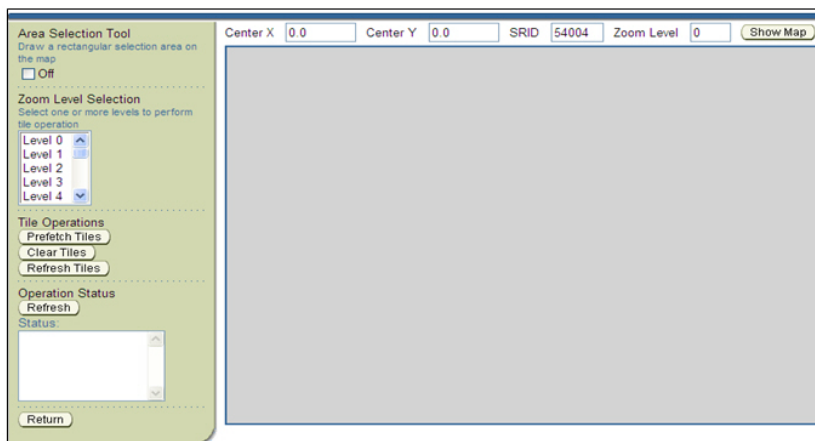 Area Selection Tool
Draw a rectangular selection area on
the map
Off
Zoom Level Selection
Select one or more levels to perform
tile operation
Level 0
Level 1
Level 2
Level 3
Level 4
Tile Operations
Prefetch Tiles
Clear Tiles
Refresh Tiles
Operation Status
Refresh
Status:
Return
Center X 0.0 Center Y 0.0 SRID 54004 Zoom Level 0 Show Map